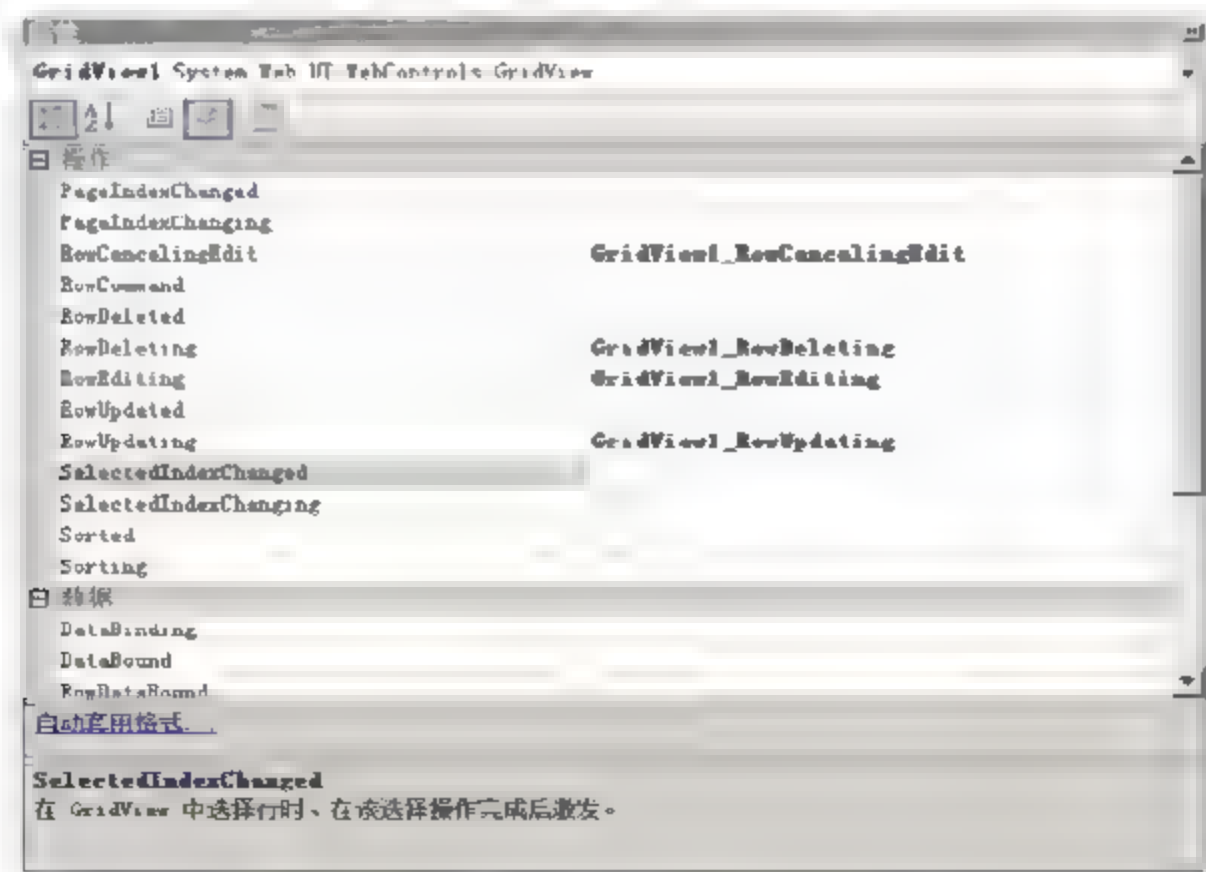 GridView1 System Web UI WebControls GridView
操作
PageIndexChanged
PageIndexChanging
RowCancelingEdit GridView1_RowCancelingEdit
RowCommand
RowDeleted
RowDeleting GridView1_RowDeleting
RowEditing GridView1_RowEditing
RowUpdated
RowUpdating GridView1_RowUpdating
SelectedIndexChanged
SelectedIndexChanging
Sorted
Sorting
数据
DataBinding
DataBound
RowDataBound
自动套用格式...
SelectedIndexChanged
在 GridView 中选择行时、在该选择操作完成后激发。